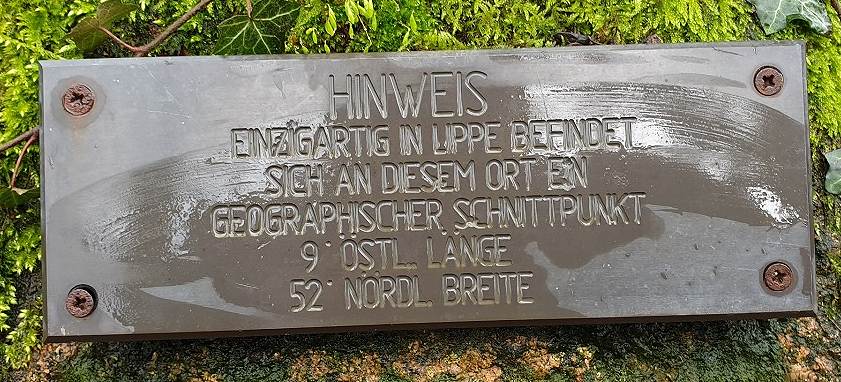 HINWEIS
EINZIGARTIG IN LIPPE BEFINDET
SICH AN DIESEM ORT EIN
GEOGRAPHISCHER SCHNITTPUNKT
9° ÖSTL. LÄNGE
52° NÖRDL. BREITE